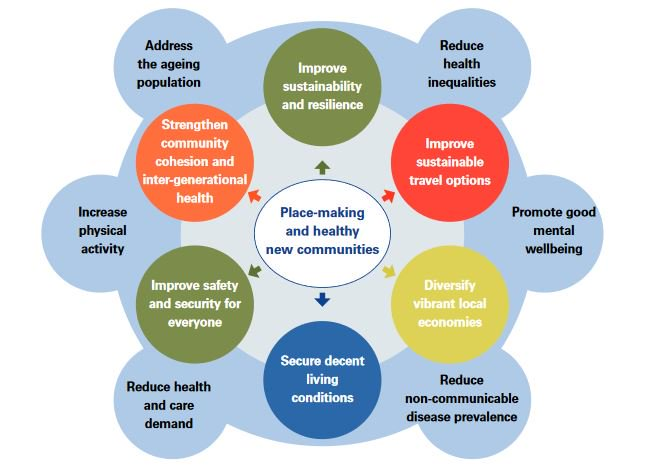 Address
the ageing
population
Improve
sustainability
and resilience
Reduce
health
inequalities
Strengthen
community
cohesion and
inter-generational
health
Improve
sustainable
travel options
Increase
physical
activity
Place-making
and healthy
new communities
Promote good
mental
wellbeing
Improve safety
and security for
everyone
Diversify
vibrant local
economies
Secure decent
living
conditions
Reduce health
and care
demand
Reduce
non-communicable
disease prevalence